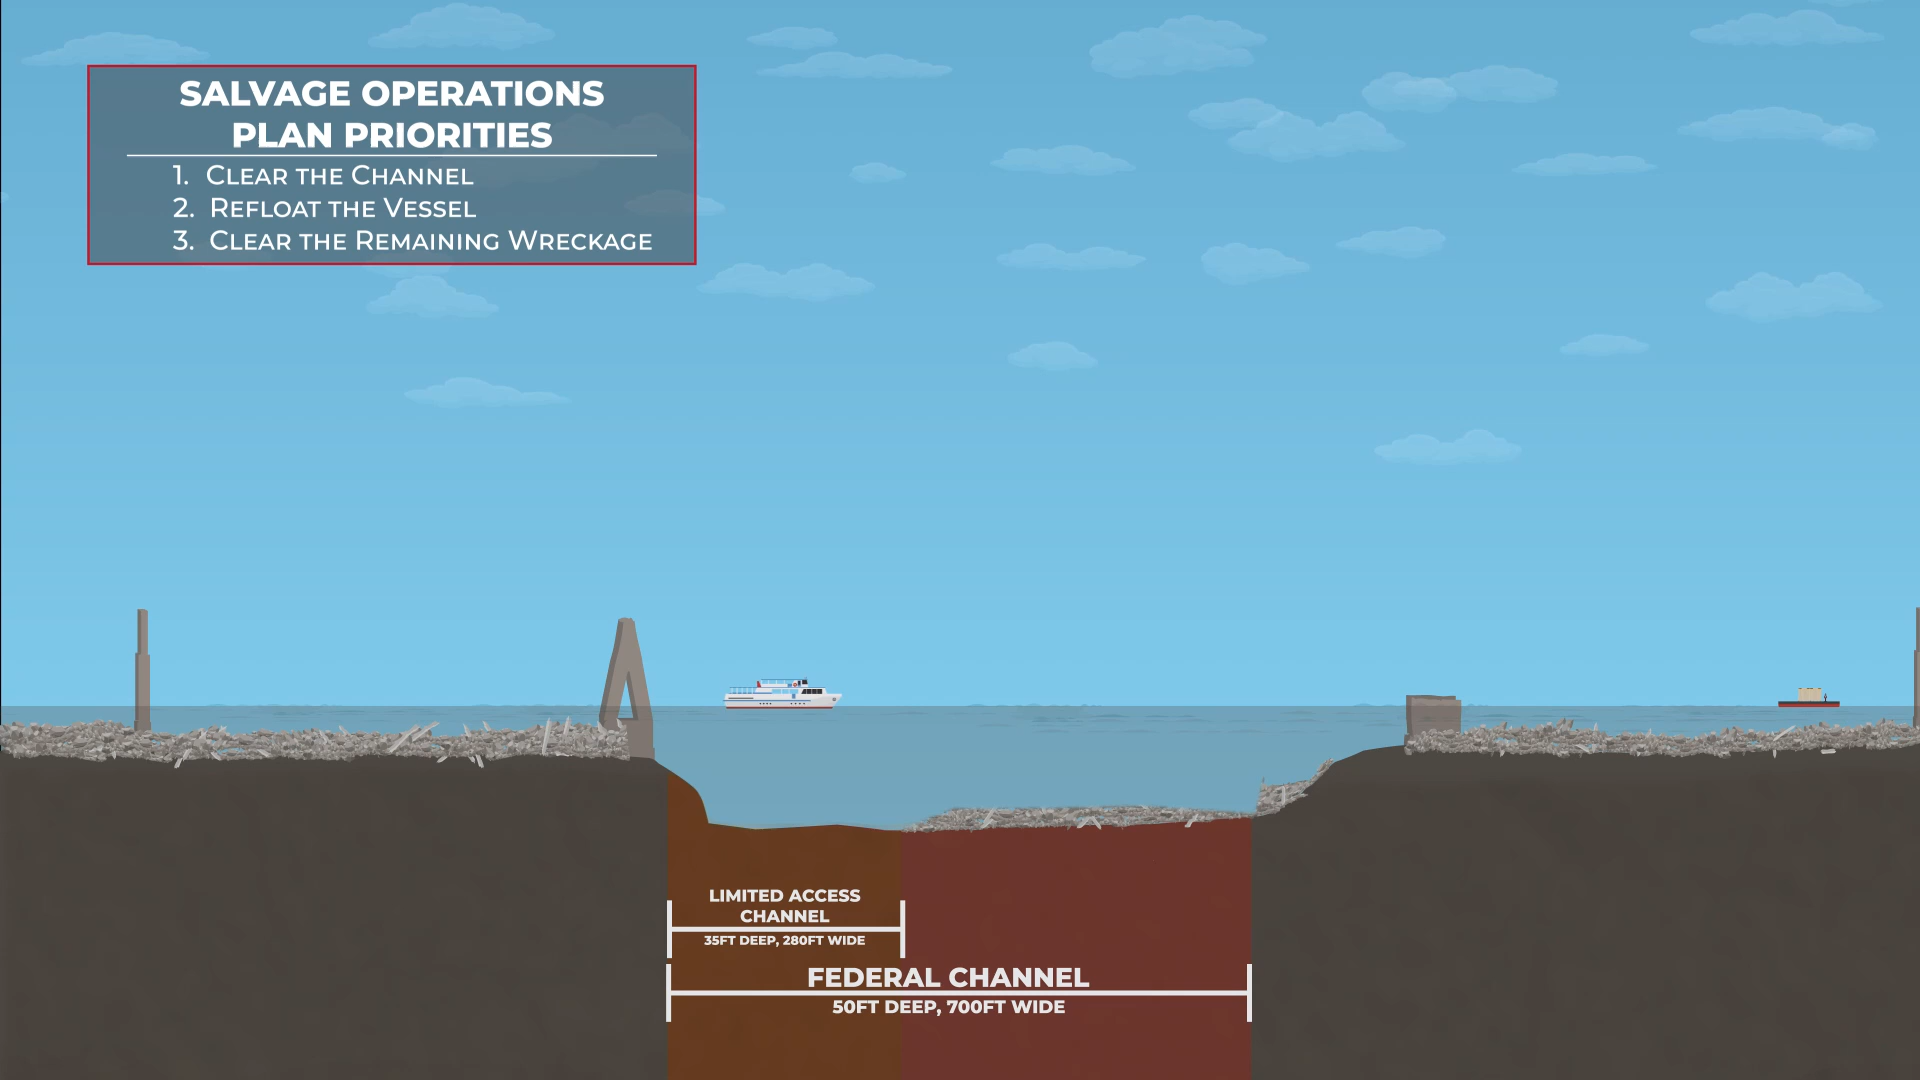 SALVAGE OPERATIONS
PLAN PRIORITIES
1. Clear the Channel
2. Refloat the Vessel
3. Clear the Remaining Wreckage
LIMITED ACCESS
CHANNEL
35FT DEEP, 280FT WIDE
FEDERAL CHANNEL
50FT DEEP, 700FT WIDE